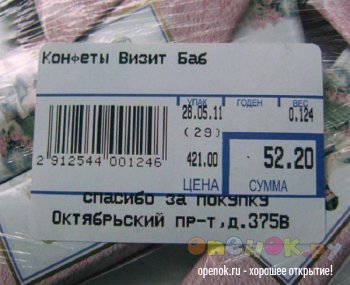 Конфеты Визит Баб
УПАК ГОДЕН ВЕС
28.05.11 0.124
(29)
2 912544 001246
421.00 52.20
ЦЕНА СУММА
спасибо за покупку
Октябрьский пр-т,д.375В
openok.by
openok.ru - хорошее открытие!